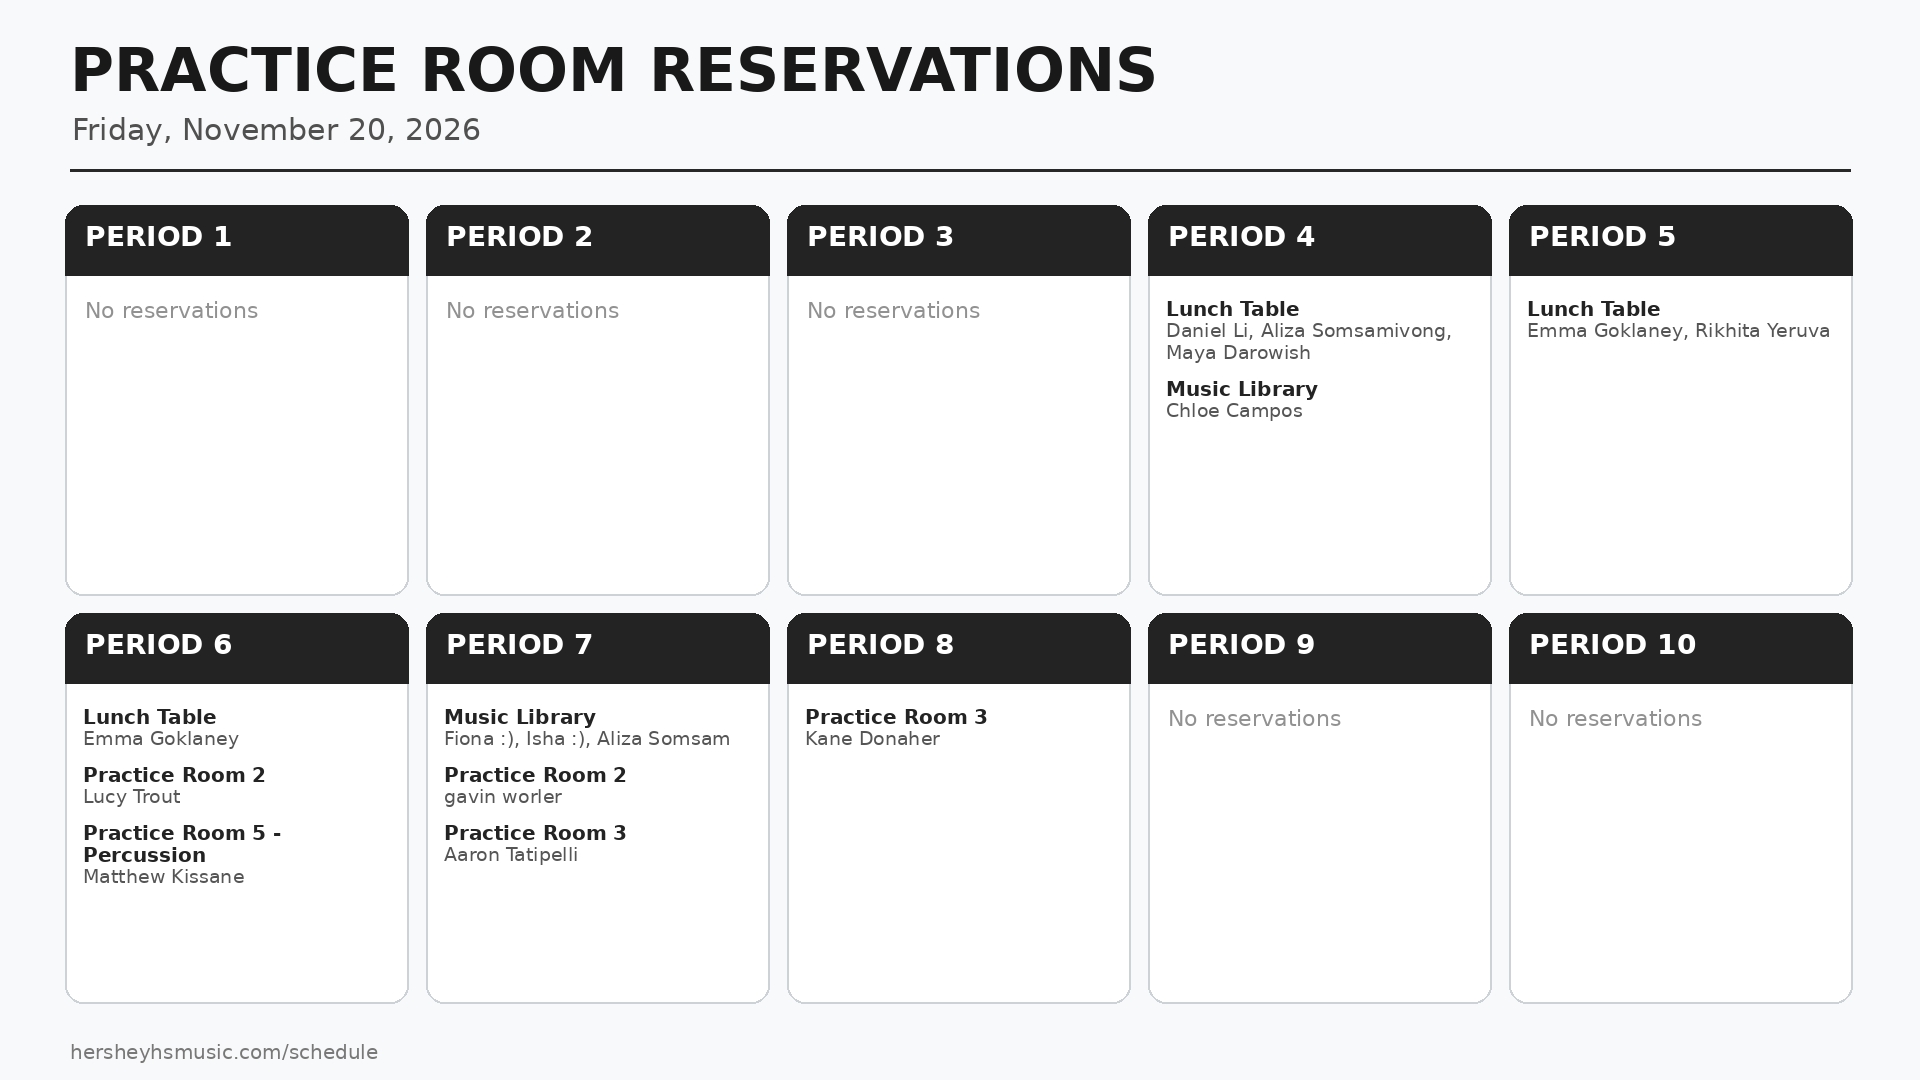 PRACTICE ROOM RESERVATIONS
Friday, November 20, 2026
PERIOD 1
No reservations
PERIOD 2
No reservations
PERIOD 3
No reservations
PERIOD 4
Lunch Table
Daniel Li, Aliza Somsamivong,
Maya Darowish
Music Library
Chloe Campos
PERIOD 5
Lunch Table
Emma Goklaney, Rikhita Yeruva
PERIOD 6
Lunch Table
Emma Goklaney
Practice Room 2
Lucy Trout
Practice Room 5 -
Percussion
Matthew Kissane
PERIOD 7
Music Library
Fiona :), Isha :), Aliza Somsam
Practice Room 2
gavin worler
Practice Room 3
Aaron Tatipelli
PERIOD 8
Practice Room 3
Kane Donaher
PERIOD 9
No reservations
PERIOD 10
No reservations
hersheyhsmusic.com/schedule